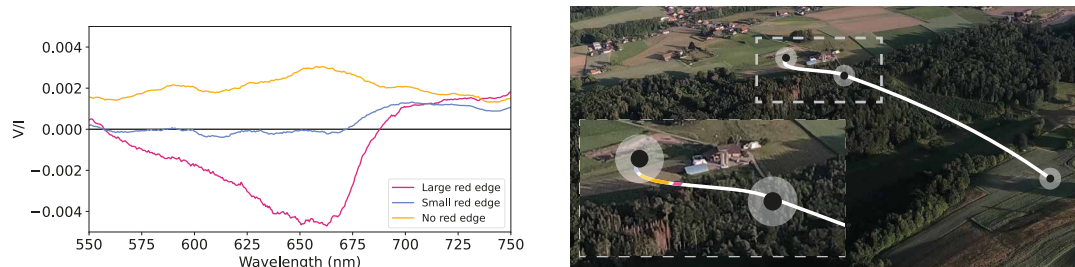 0.004
0.002
0.000
−0.002
−0.004
V/I
550 575 600 625 650 675 700 725 750
Wavelength (nm)
Large red edge
Small red edge
No red edge